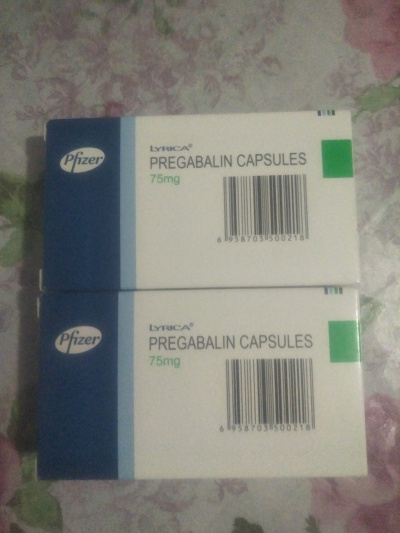 Pfizer
LYRICA®
PREGABALIN CAPSULES
75mg
6 958703 500218
Pfizer
LYRICA®
PREGABALIN CAPSULES
75mg
6 958703 500218